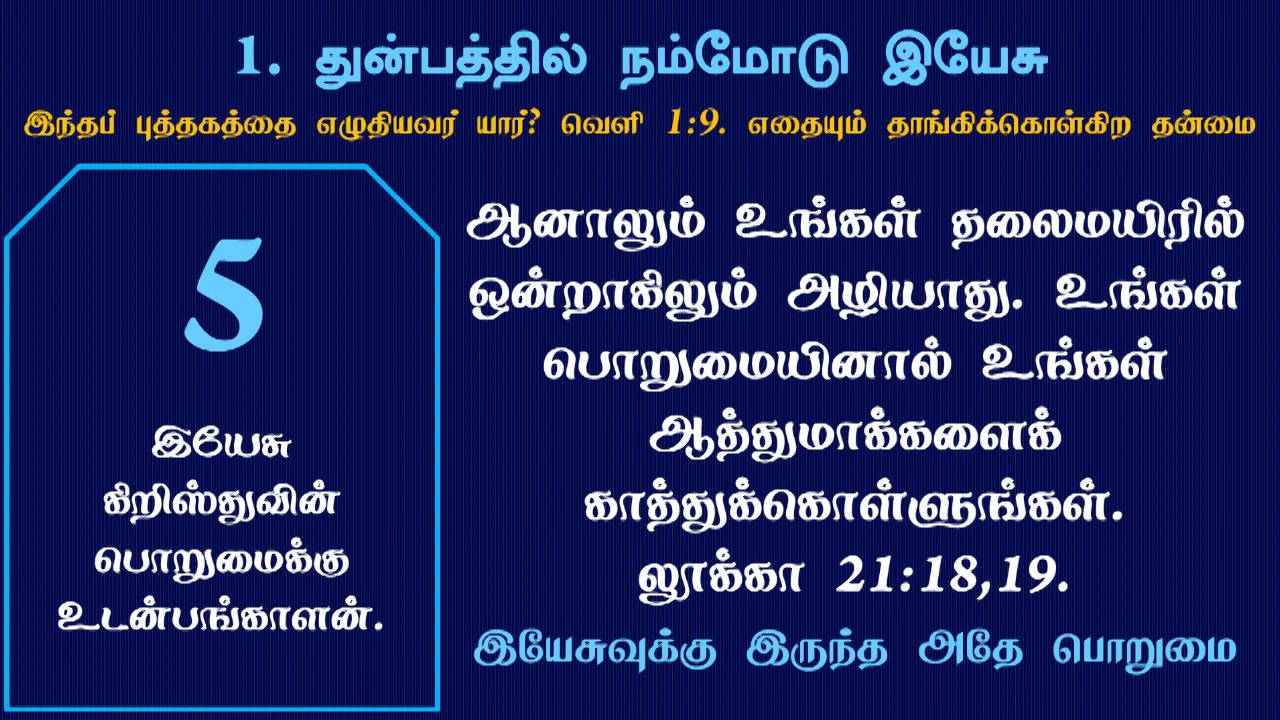 1. துன்பத்தில் நம்மோடு இயேசு
இந்தப் புத்தகத்தை எழுதியவர் யார்? வெளி 1:9. எதையும் தாங்கிக்கொள்கிற தன்மை
5
இயேசு
கிறிஸ்துவின்
பொறுமைக்கு
உடன்பங்காளன்.
ஆனாலும் உங்கள் தலைமயிரில்
ஒன்றாகிலும் அழியாது. உங்கள்
பொறுமையினால் உங்கள்
ஆத்துமாக்களைக்
காத்துக்கொள்ளுங்கள்.
லூக்கா 21:18,19.
இயேசுவுக்கு இருந்த அதே பொறுமை